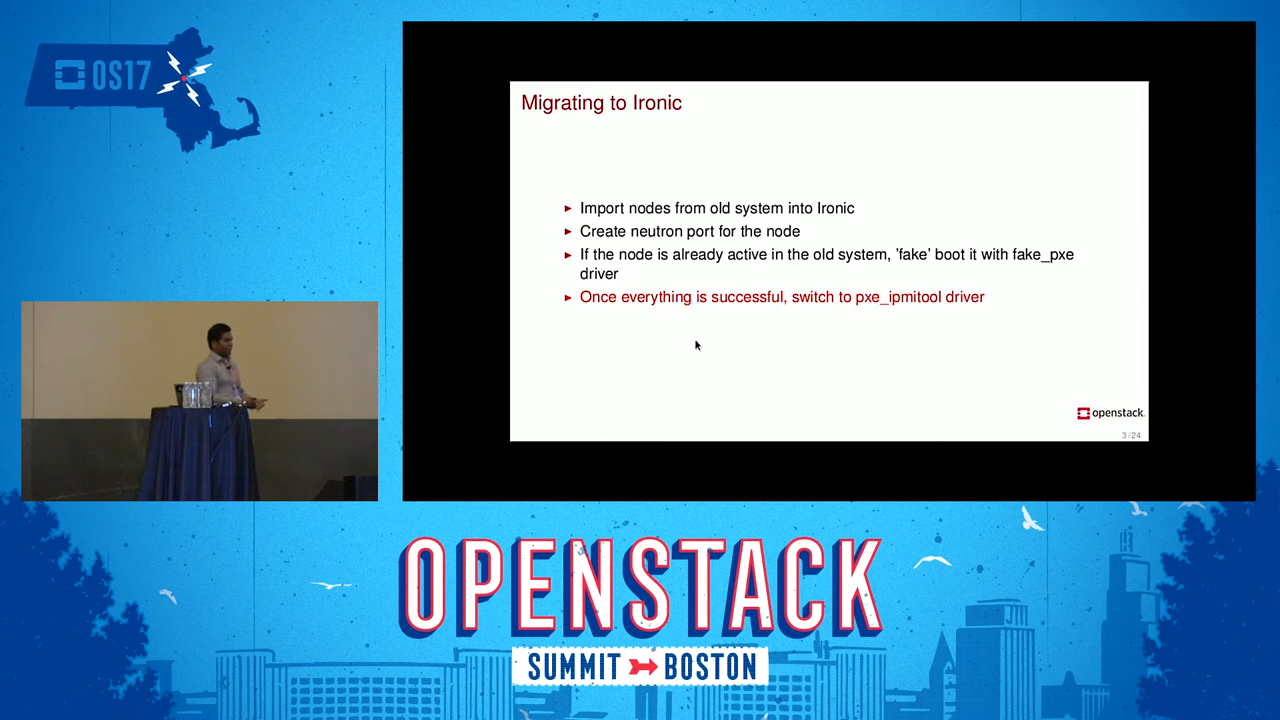 OS17
Migrating to Ironic
► Import nodes from old system into Ironic
► Create neutron port for the node
► If the node is already active in the old system, 'fake' boot it with fake_pxe
driver
► Once everything is successful, switch to pxe_ipmitool driver
openstack.
3/24
OPENSTACK
SUMMIT BOSTON